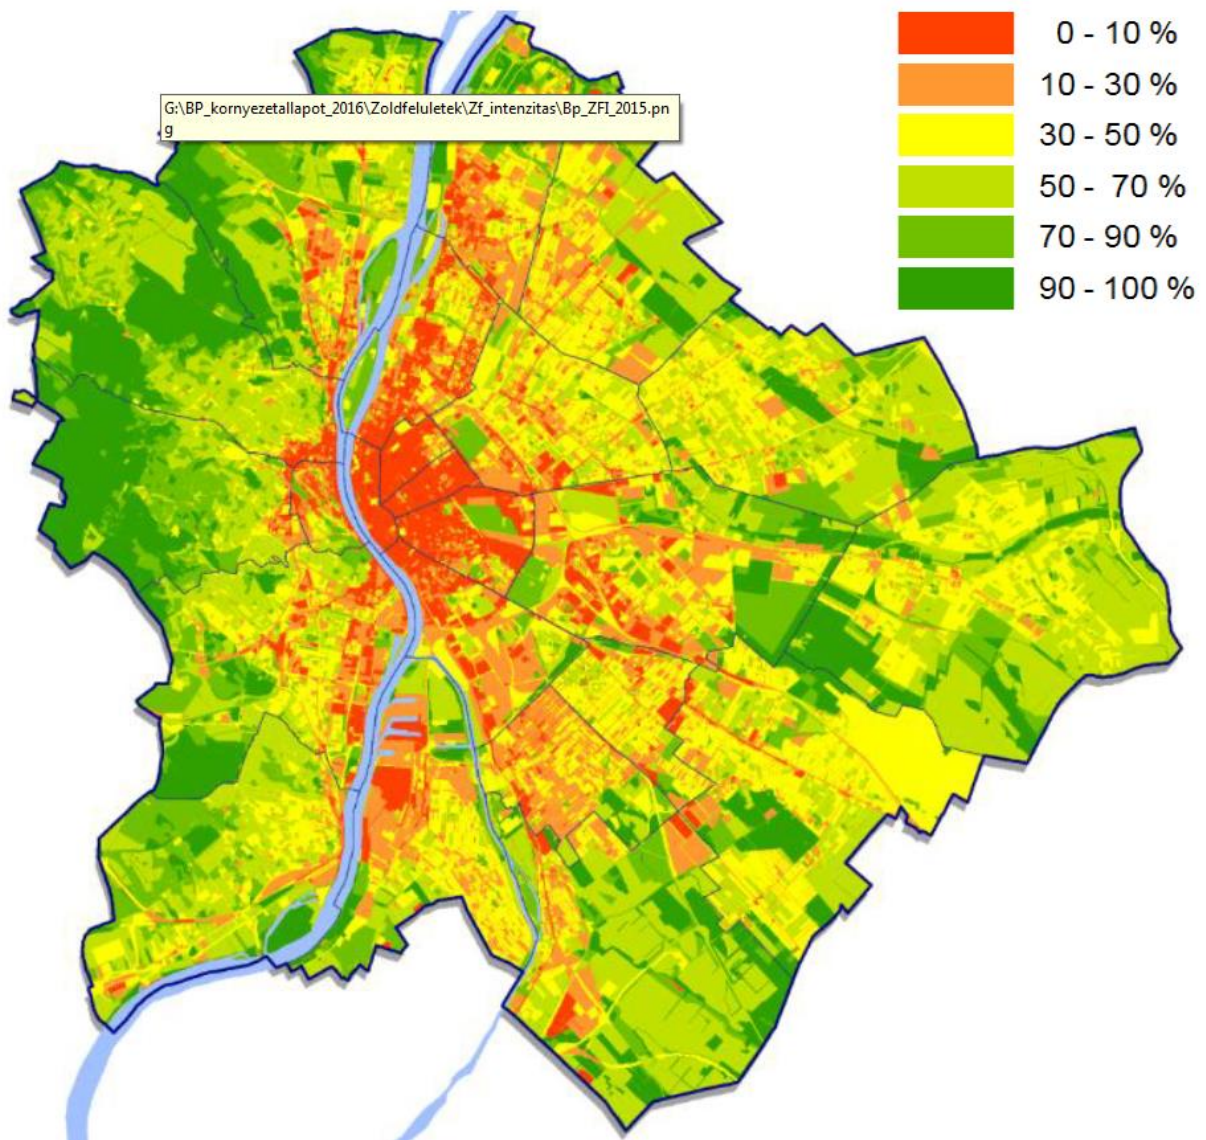 0 - 10 %
10 - 30 %
30 - 50 %
50 - 70 %
70 - 90 %
90 - 100 %
G:\BP_kornyezetallapot_2016\Zoldfeluletek\Zf_intenzitas\Bp_ZFI_2015.pn
g